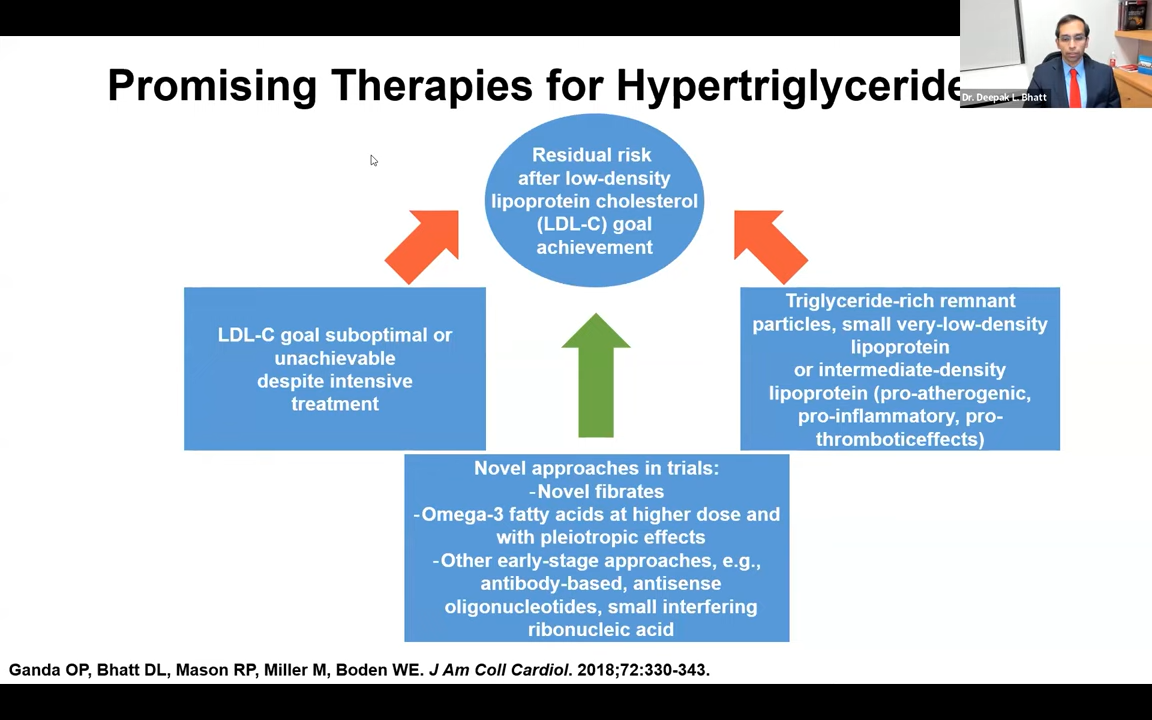 Promising Therapies for Hypertriglyceride
Dr. Deepak L. Bhatt
Residual risk
after low-density
lipoprotein cholesterol
(LDL-C) goal
achievement
LDL-C goal suboptimal or
unachievable
despite intensive
treatment
Triglyceride-rich remnant
particles, small very-low-density
lipoprotein
or intermediate-density
lipoprotein (pro-atherogenic,
pro-inflammatory, pro-
thromboticeffects)
Novel approaches in trials:
-Novel fibrates
-Omega-3 fatty acids at higher dose and
with pleiotropic effects
-Other early-stage approaches, e.g.,
antibody-based, antisense
oligonucleotides, small interfering
ribonucleic acid
Ganda OP, Bhatt DL, Mason RP, Miller M, Boden WE. J Am Coll Cardiol. 2018;72:330-343.